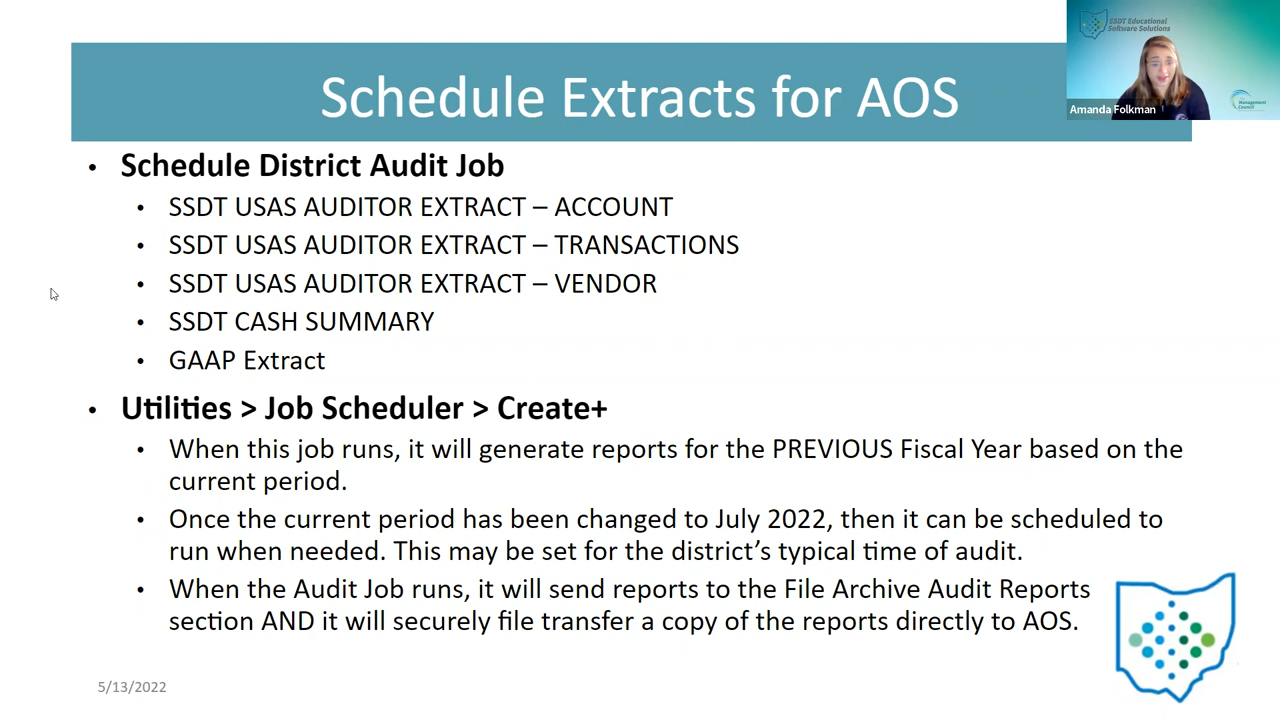 SSDT Educational
Software Solutions
Amanda Folkman
Management
Council
Schedule Extracts for AOS
• Schedule District Audit Job
• SSDT USAS AUDITOR EXTRACT – ACCOUNT
• SSDT USAS AUDITOR EXTRACT – TRANSACTIONS
• SSDT USAS AUDITOR EXTRACT – VENDOR
• SSDT CASH SUMMARY
• GAAP Extract
• Utilities > Job Scheduler > Create+
• When this job runs, it will generate reports for the PREVIOUS Fiscal Year based on the
current period.
• Once the current period has been changed to July 2022, then it can be scheduled to
run when needed. This may be set for the district’s typical time of audit.
• When the Audit Job runs, it will send reports to the File Archive Audit Reports
section AND it will securely file transfer a copy of the reports directly to AOS.
5/13/2022